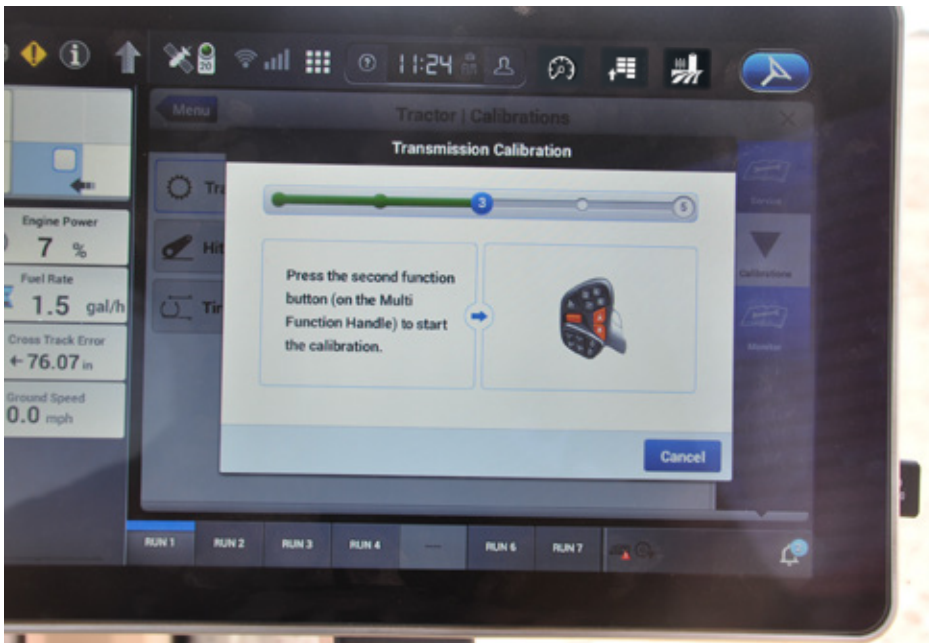 20
11:24
Menu
Tractor | Calibrations
Transmission Calibration
3
5
Engine Power
7 %
Fuel Rate
1.5 gal/h
Cross Track Error
←76.07 in
Ground Speed
0.0 mph
Press the second function
button (on the Multi
Function Handle) to start
the calibration.
Service
Calibrations
Monitor
Cancel
RUN 1
RUN 2
RUN 3
RUN 4
---
RUN 6
RUN 7